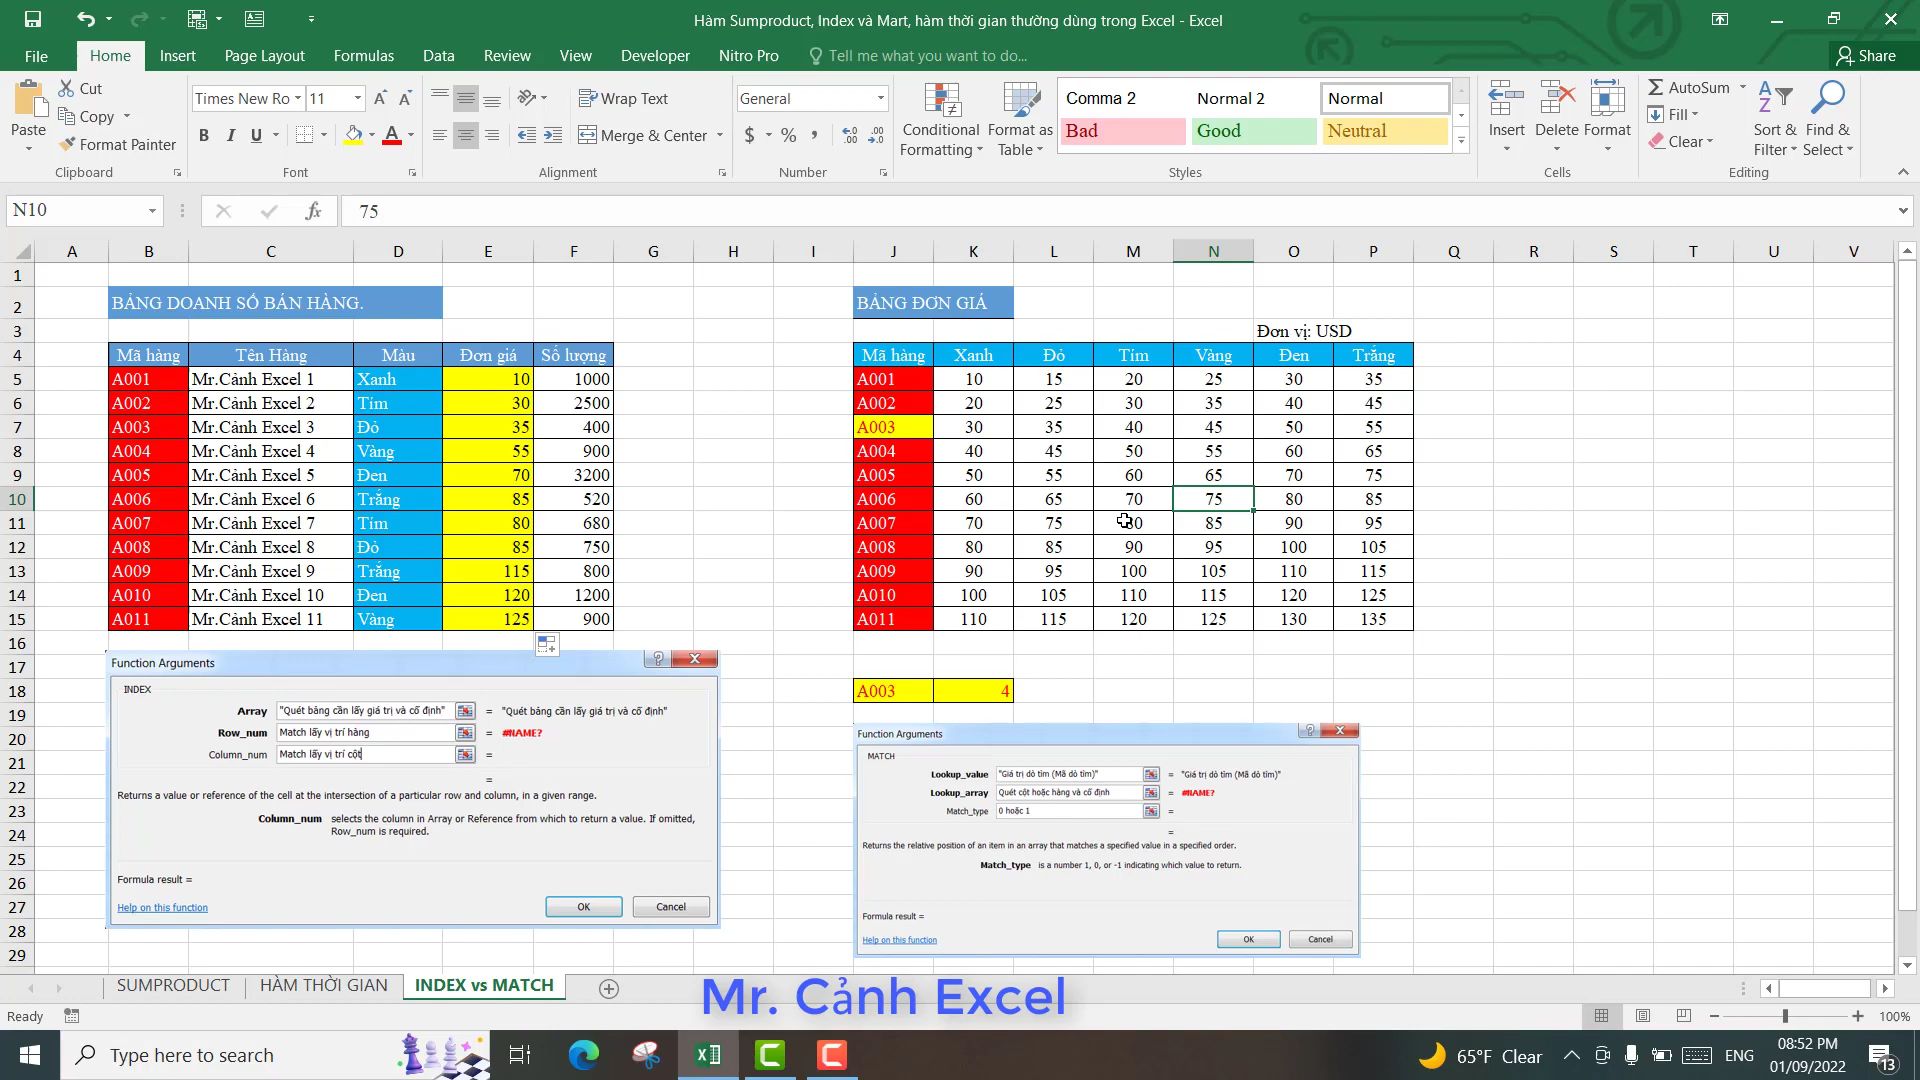 Hàm Sumproduct, Index và Mart, hàm thời gian thường dùng trong Excel - Excel
File Home Insert Page Layout Formulas Data Review View Developer Nitro Pro Tell me what you want to do... Share
Paste Cut Copy Format Painter Clipboard
Times New Ro 11 B I U Font
Wrap Text Merge & Center Alignment
General $ % , Number
Conditional Formatting Format as Table
Comma 2 Normal 2 Normal
Bad Good Neutral
Styles
Insert Delete Format Cells
AutoSum Fill Clear Sort & Filter Find & Select Editing
N10 fx 75
A B C D E F G H I J K L M N O P Q R S T U V
1
2 BẢNG DOANH SỐ BÁN HÀNG. BẢNG ĐƠN GIÁ
3 Đơn vị: USD
4 Mã hàng Tên Hàng Màu Đơn giá Số lượng Mã hàng Xanh Đỏ Tím Vàng Đen Trắng
5 A001 Mr.Cảnh Excel 1 Xanh 10 1000 A001 10 15 20 25 30 35
6 A002 Mr.Cảnh Excel 2 Tím 30 2500 A002 20 25 30 35 40 45
7 A003 Mr.Cảnh Excel 3 Đỏ 35 400 A003 30 35 40 45 50 55
8 A004 Mr.Cảnh Excel 4 Vàng 55 900 A004 40 45 50 55 60 65
9 A005 Mr.Cảnh Excel 5 Đen 70 3200 A005 50 55 60 65 70 75
10 A006 Mr.Cảnh Excel 6 Trắng 85 520 A006 60 65 70 75 80 85
11 A007 Mr.Cảnh Excel 7 Tím 80 680 A007 70 75 80 85 90 95
12 A008 Mr.Cảnh Excel 8 Đỏ 85 750 A008 80 85 90 95 100 105
13 A009 Mr.Cảnh Excel 9 Trắng 115 800 A009 90 95 100 105 110 115
14 A010 Mr.Cảnh Excel 10 Đen 120 1200 A010 100 105 110 115 120 125
15 A011 Mr.Cảnh Excel 11 Vàng 125 900 A011 110 115 120 125 130 135
16
17
18 A003 4
19
20
21
22
23
24
25
26
27
28
29
Function Arguments
INDEX
Array "Quét bảng cần lấy giá trị và cố định" = "Quét bảng cần lấy giá trị và cố định"
Row_num Match lấy vị trí hàng = #NAME?
Column_num Match lấy vị trí cột =
=
Returns a value or reference of the cell at the intersection of a particular row and column, in a given range.
Column_num selects the column in Array or Reference from which to return a value. If omitted,
Row_num is required.
Formula result =
Help on this function OK Cancel
Function Arguments
MATCH
Lookup_value "Giá trị dò tìm (Mã dò tìm)" = "Giá trị dò tìm (Mã dò tìm)"
Lookup_array Quét cột hoặc hàng và cố định = #NAME?
Match_type 0 hoặc 1 =
=
Returns the relative position of an item in an array that matches a specified value in a specified order.
Match_type is a number 1, 0, or -1 indicating which value to return.
Formula result =
Help on this function OK Cancel
SUMPRODUCT HÀM THỜI GIAN INDEX vs MATCH
Mr. Cảnh Excel
Ready 100%
Type here to search 65°F Clear ENG 08:52 PM
01/09/2022 13